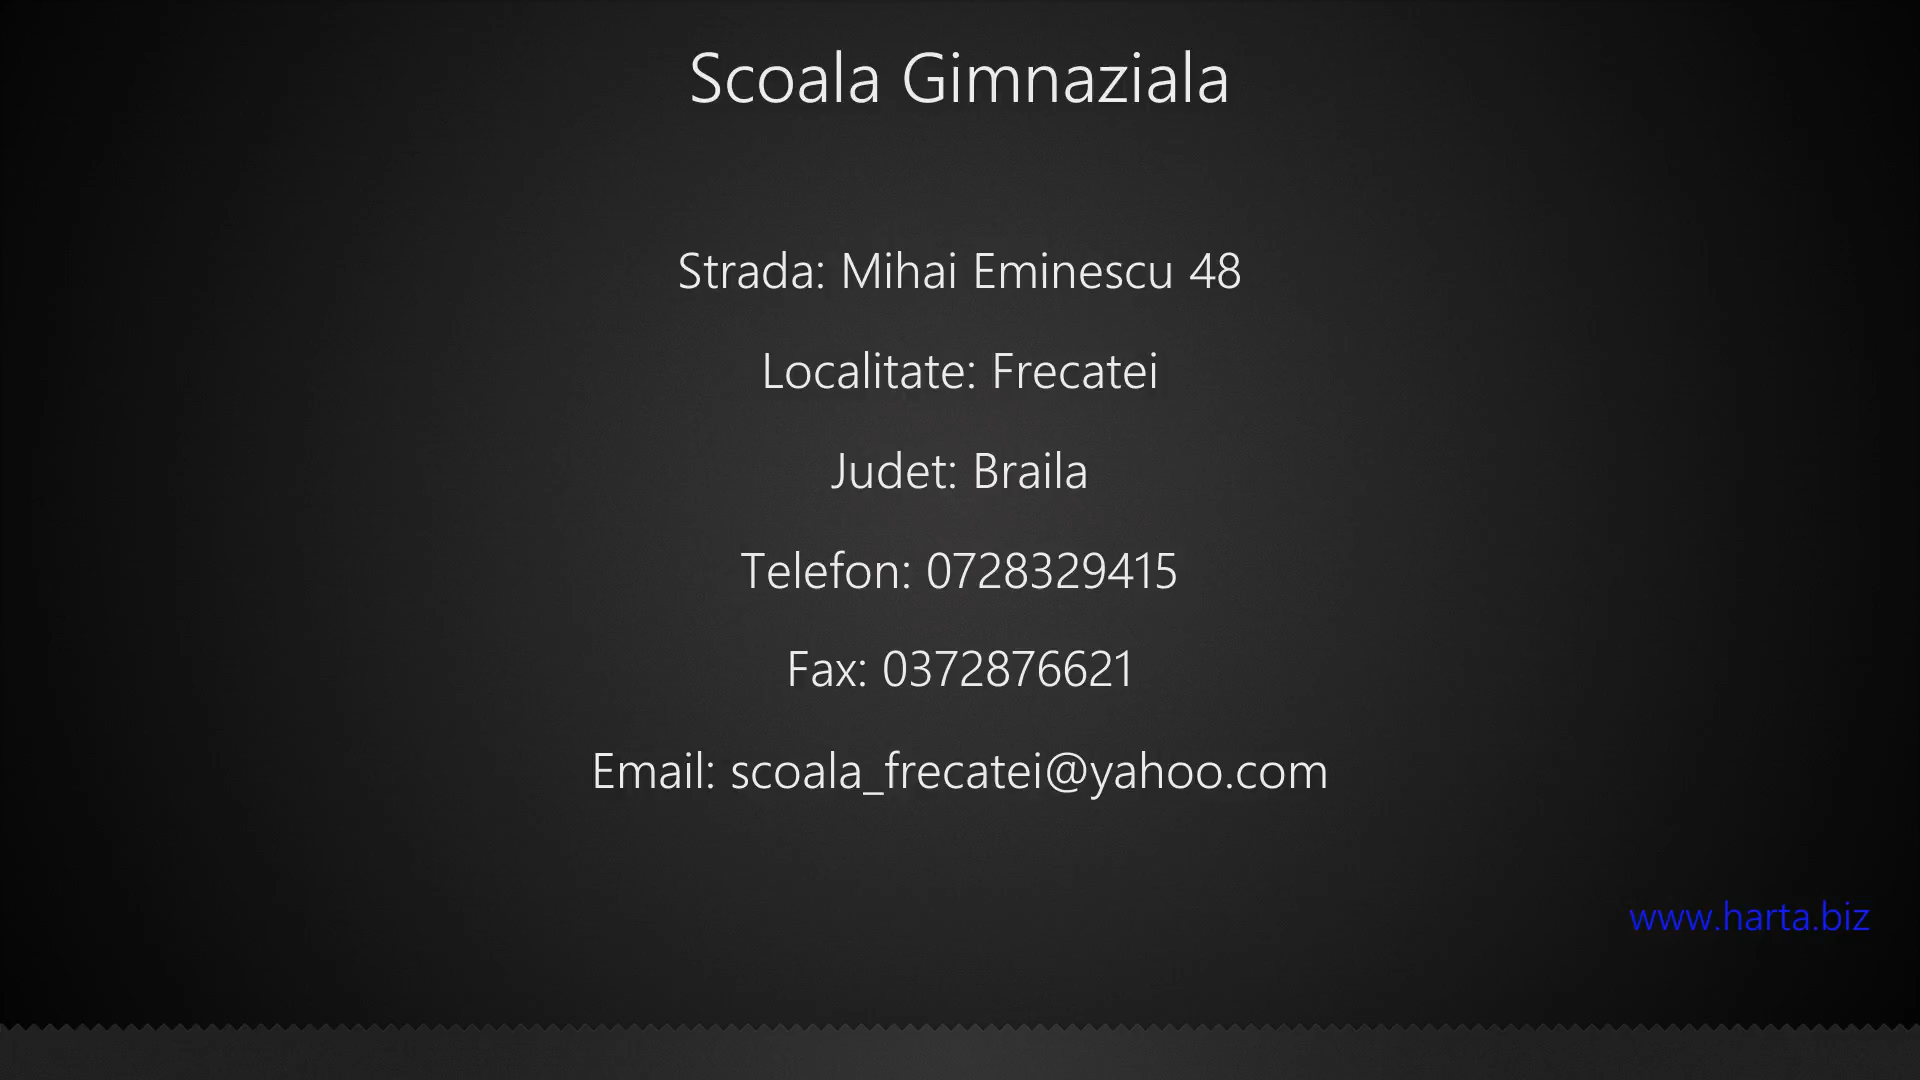 Scoala Gimnaziala
Strada: Mihai Eminescu 48
Localitate: Frecatei
Judet: Braila
Telefon: 0728329415
Fax: 0372876621
Email: scoala_frecatei@yahoo.com
www.harta.biz